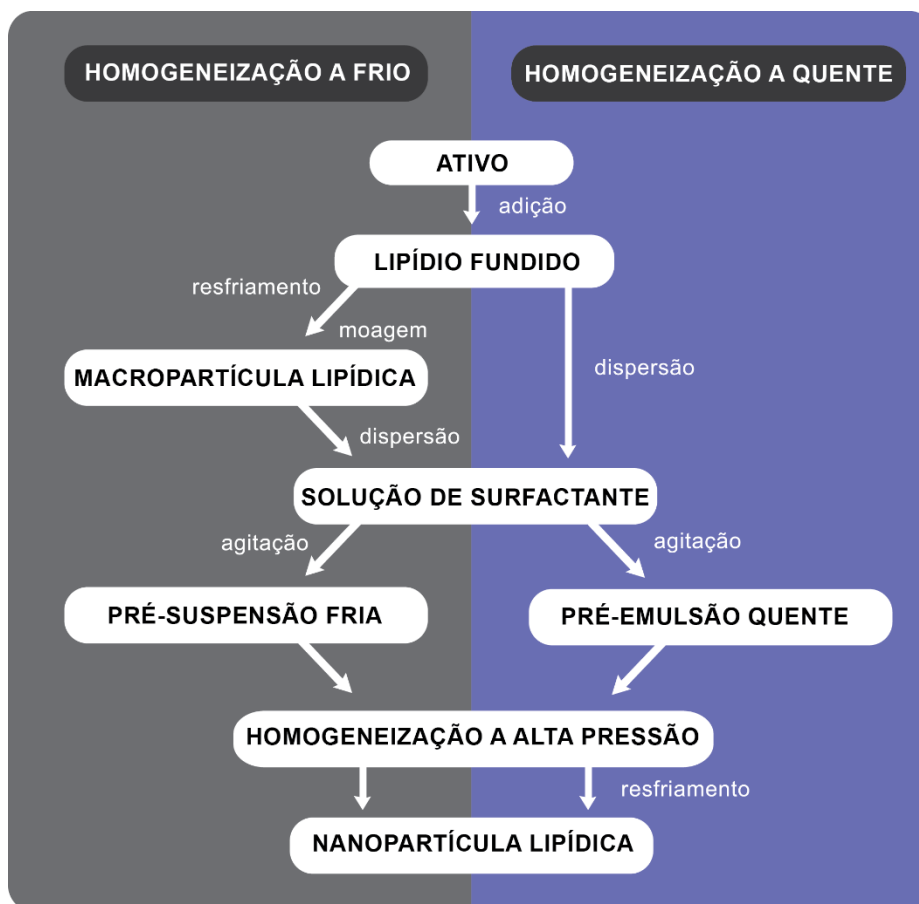 HOMOGENEIZAÇÃO A FRIO
HOMOGENEIZAÇÃO A QUENTE
ATIVO
adição
LIPÍDIO FUNDIDO
resfriamento
moagem
MACROPARTÍCULA LIPÍDICA
dispersão
dispersão
SOLUÇÃO DE SURFACTANTE
agitação
agitação
PRÉ-SUSPENSÃO FRIA
PRÉ-EMULSÃO QUENTE
HOMOGENEIZAÇÃO A ALTA PRESSÃO
resfriamento
NANOPARTÍCULA LIPÍDICA